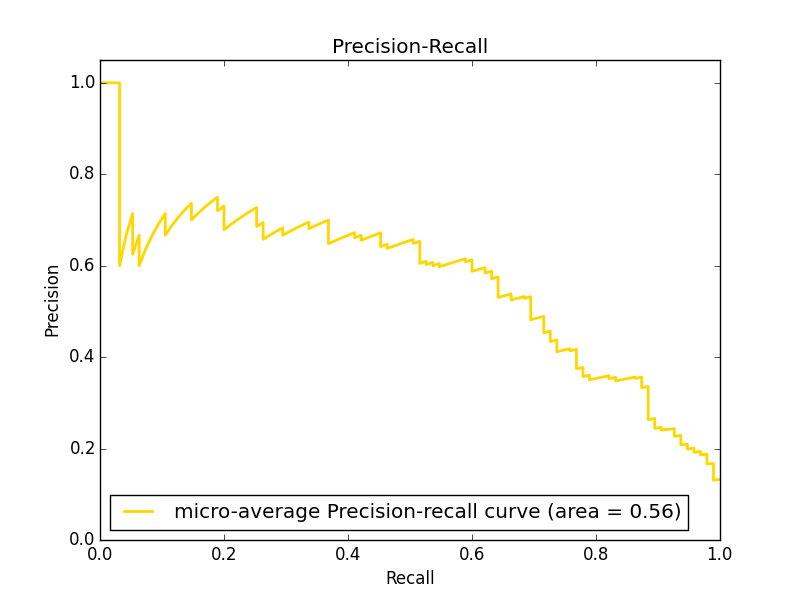 Precision-Recall
1.0
0.8
0.6
0.4
0.2
0.0
Precision
micro-average Precision-recall curve (area = 0.56)
0.0 0.2 0.4 0.6 0.8 1.0
Recall